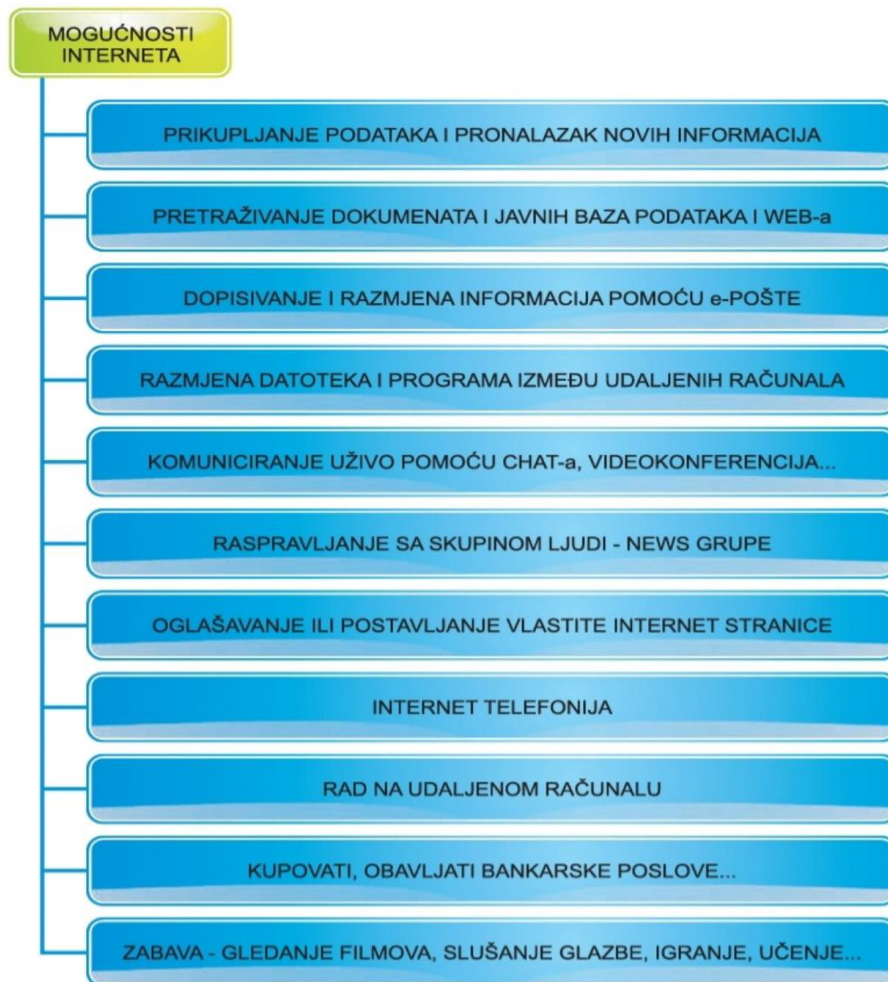 MOGUĆNOSTI
INTERNETA
PRIKUPLJANJE PODATAKA I PRONALAZAK NOVIH INFORMACIJA
PRETRAŽIVANJE DOKUMENATA I JAVNIH BAZA PODATAKA I WEB-a
DOPISIVANJE I RAZMJENA INFORMACIJA POMOĆU e-POŠTE
RAZMJENA DATOTEKA I PROGRAMA IZMEĐU UDALJENIH RAČUNALA
KOMUNICIRANJE UŽIVO POMOĆU CHAT-a, VIDEOKONFERENCIJA...
RASPRAVLJANJE SA SKUPINOM LJUDI - NEWS GRUPE
OGLAŠAVANJE ILI POSTAVLJANJE VLASTITE INTERNET STRANICE
INTERNET TELEFONIJA
RAD NA UDALJENOM RAČUNALU
KUPOVATI, OBAVLJATI BANKARSKE POSLOVE...
ZABAVA - GLEDANJE FILMOVA, SLUŠANJE GLAZBE, IGRANJE, UČENJE...